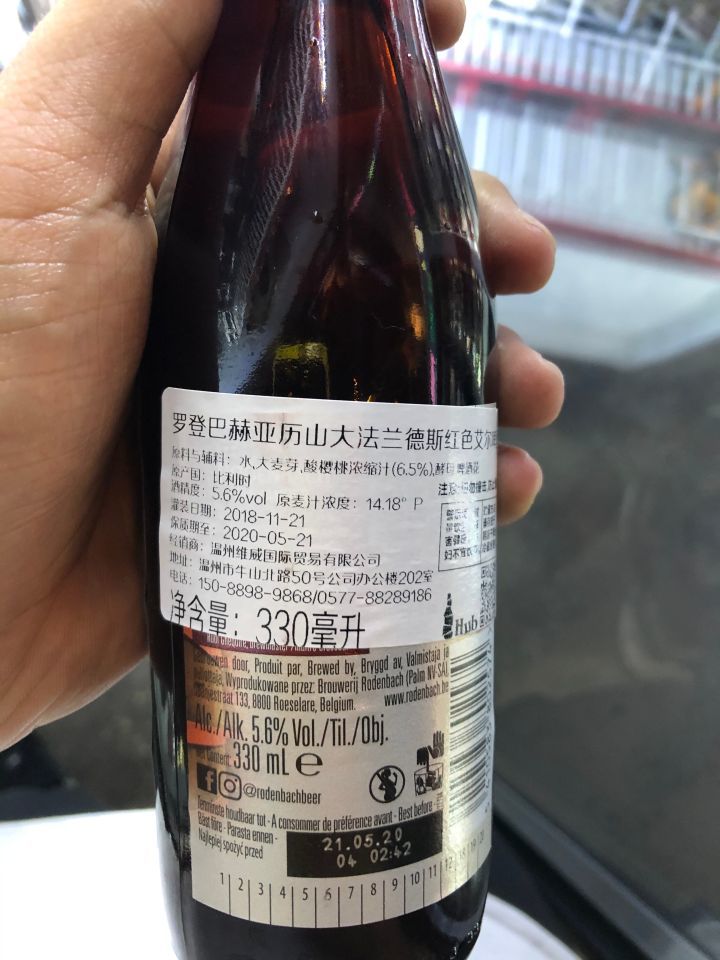 罗登巴赫亚历山大法兰德斯红色艾尔
原料与辅料：水,大麦芽,酸樱桃浓缩汁(6.5%),酵母,啤酒花
原产国：比利时
酒精度：5.6%vol 原麦汁浓度：14.18° P
灌装日期：2018-11-21
保质期至：2020-05-21
经销商：温州维威国际贸易有限公司
地址：温州市牛山北路50号公司办公楼202室
电话：150-8898-9868/0577-88289186
净含量：330毫升
Hub
door, Produit par, Brewed by, Bryggd av, Valmistaja ja
Wyprodukowane przez: Brouwerij Rodenbach (Palm NV-SA)
133, 8800 Roeselare, Belgium. www.rodenbach.be
Alc./Alk. 5.6% Vol./Til./Obj.
330 mL e
@rodenbachbeer
Tenminste houdbaar tot - A consommer de préférence avant - Best before -
Bäst före - Parasta ennen -
Najlepiej spożyć przed
21.05.20
04 02:42
1 2 3 4 5 6 7 8 9 10 11 12